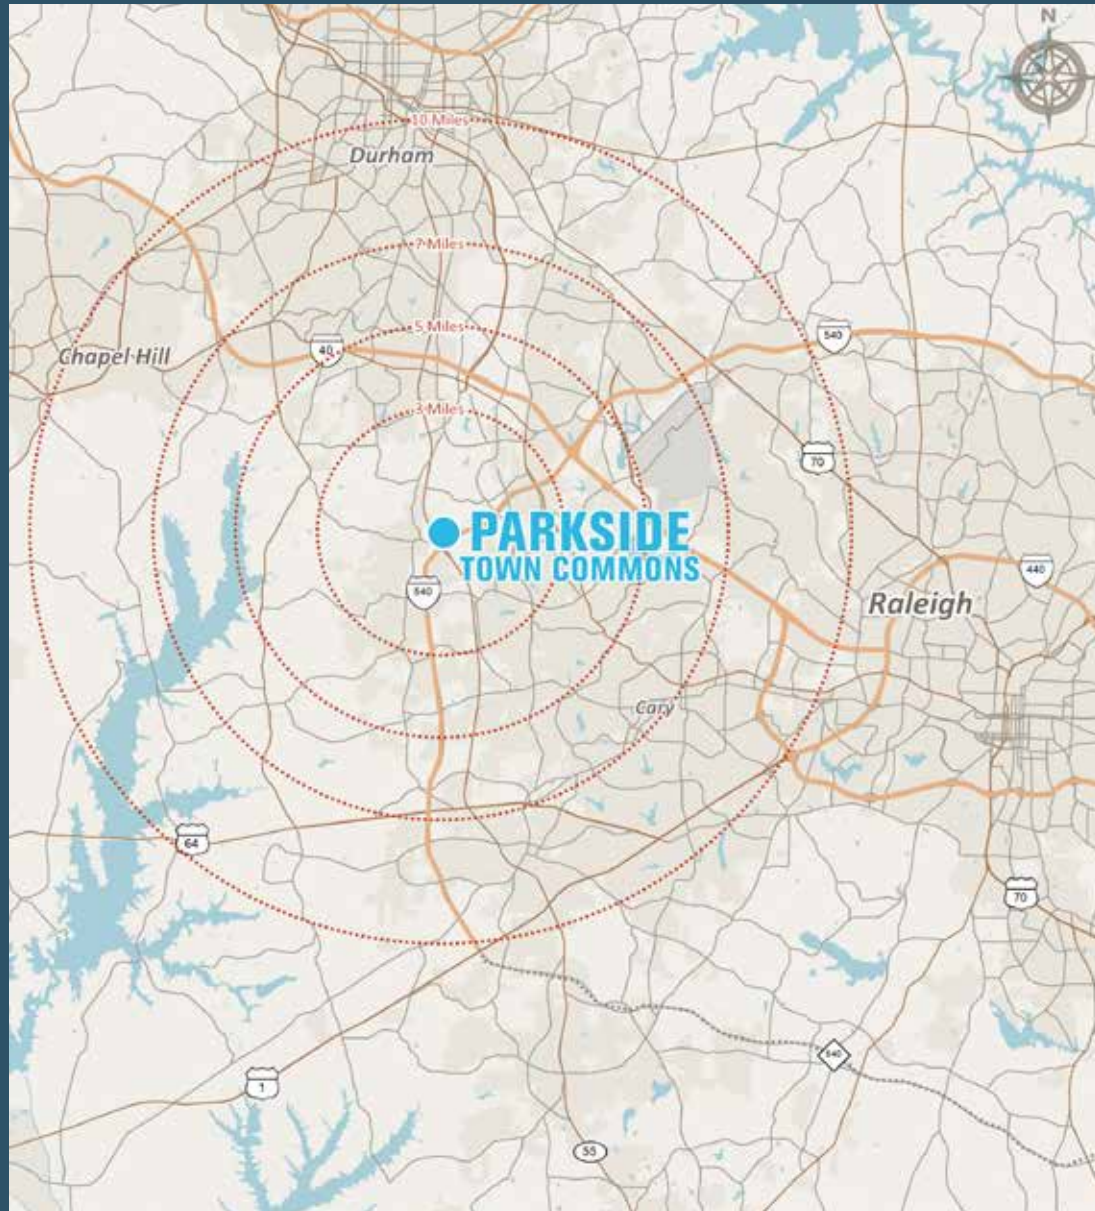 N
10 Miles
Durham
7 Miles
5 Miles
540
Chapel Hill
40
3 Miles
70
PARKSIDE
TOWN COMMONS
440
540
Raleigh
Cary
64
70
540
1
55